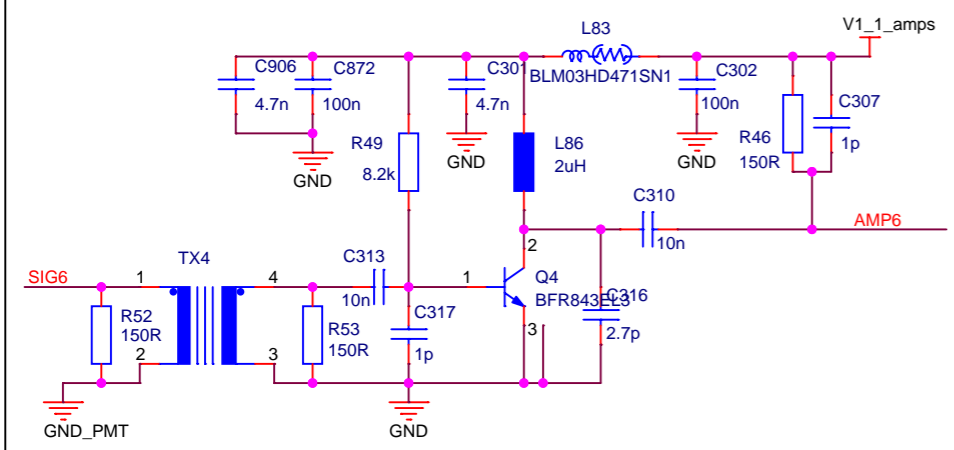 V1_1_amps
L83
BLM03HD471SN1
C906
4.7n
C872
100n
C301
4.7n
C302
100n
C307
1p
R46
150R
R49
8.2k
L86
2uH
GND
GND
GND
C310
10n
AMP6
SIG6
TX4
1
4
2
3
C313
10n
1
2
3
Q4
BFR843EL3
C316
2.7p
R52
150R
R53
150R
C317
1p
GND_PMT
GND